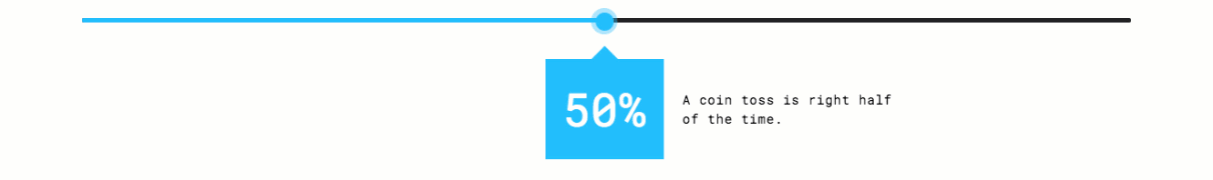 50%
A coin toss is right half
of the time.